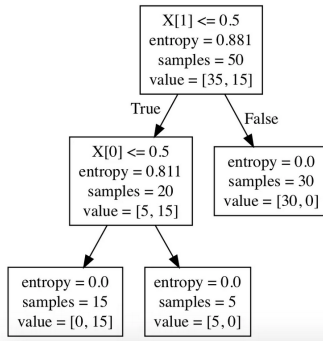 X[1] <= 0.5
entropy = 0.881
samples = 50
value = [35, 15]
True
False
X[0] <= 0.5
entropy = 0.811
samples = 20
value = [5, 15]
entropy = 0.0
samples = 30
value = [30, 0]
entropy = 0.0
samples = 15
value = [0, 15]
entropy = 0.0
samples = 5
value = [5, 0]